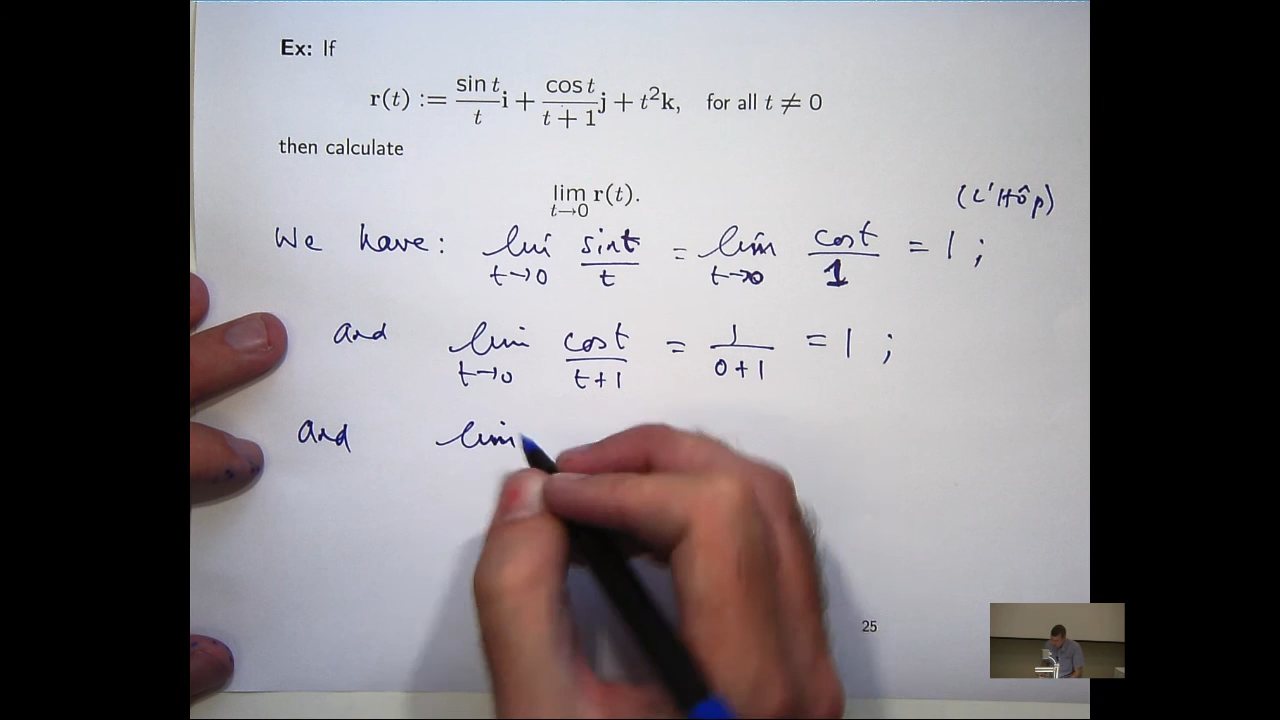 Ex: If
r(t) := sin t/t i + cos t/t + 1 j + t²k, for all t ≠ 0
then calculate
lim t→0 r(t).
(L'Hôp)
We have: lim t→0 sin t/t = lim t→0 cos t/1 = 1 ;
and lim t→0 cos t/t+1 = 1/0+1 = 1 ;
and lim
25